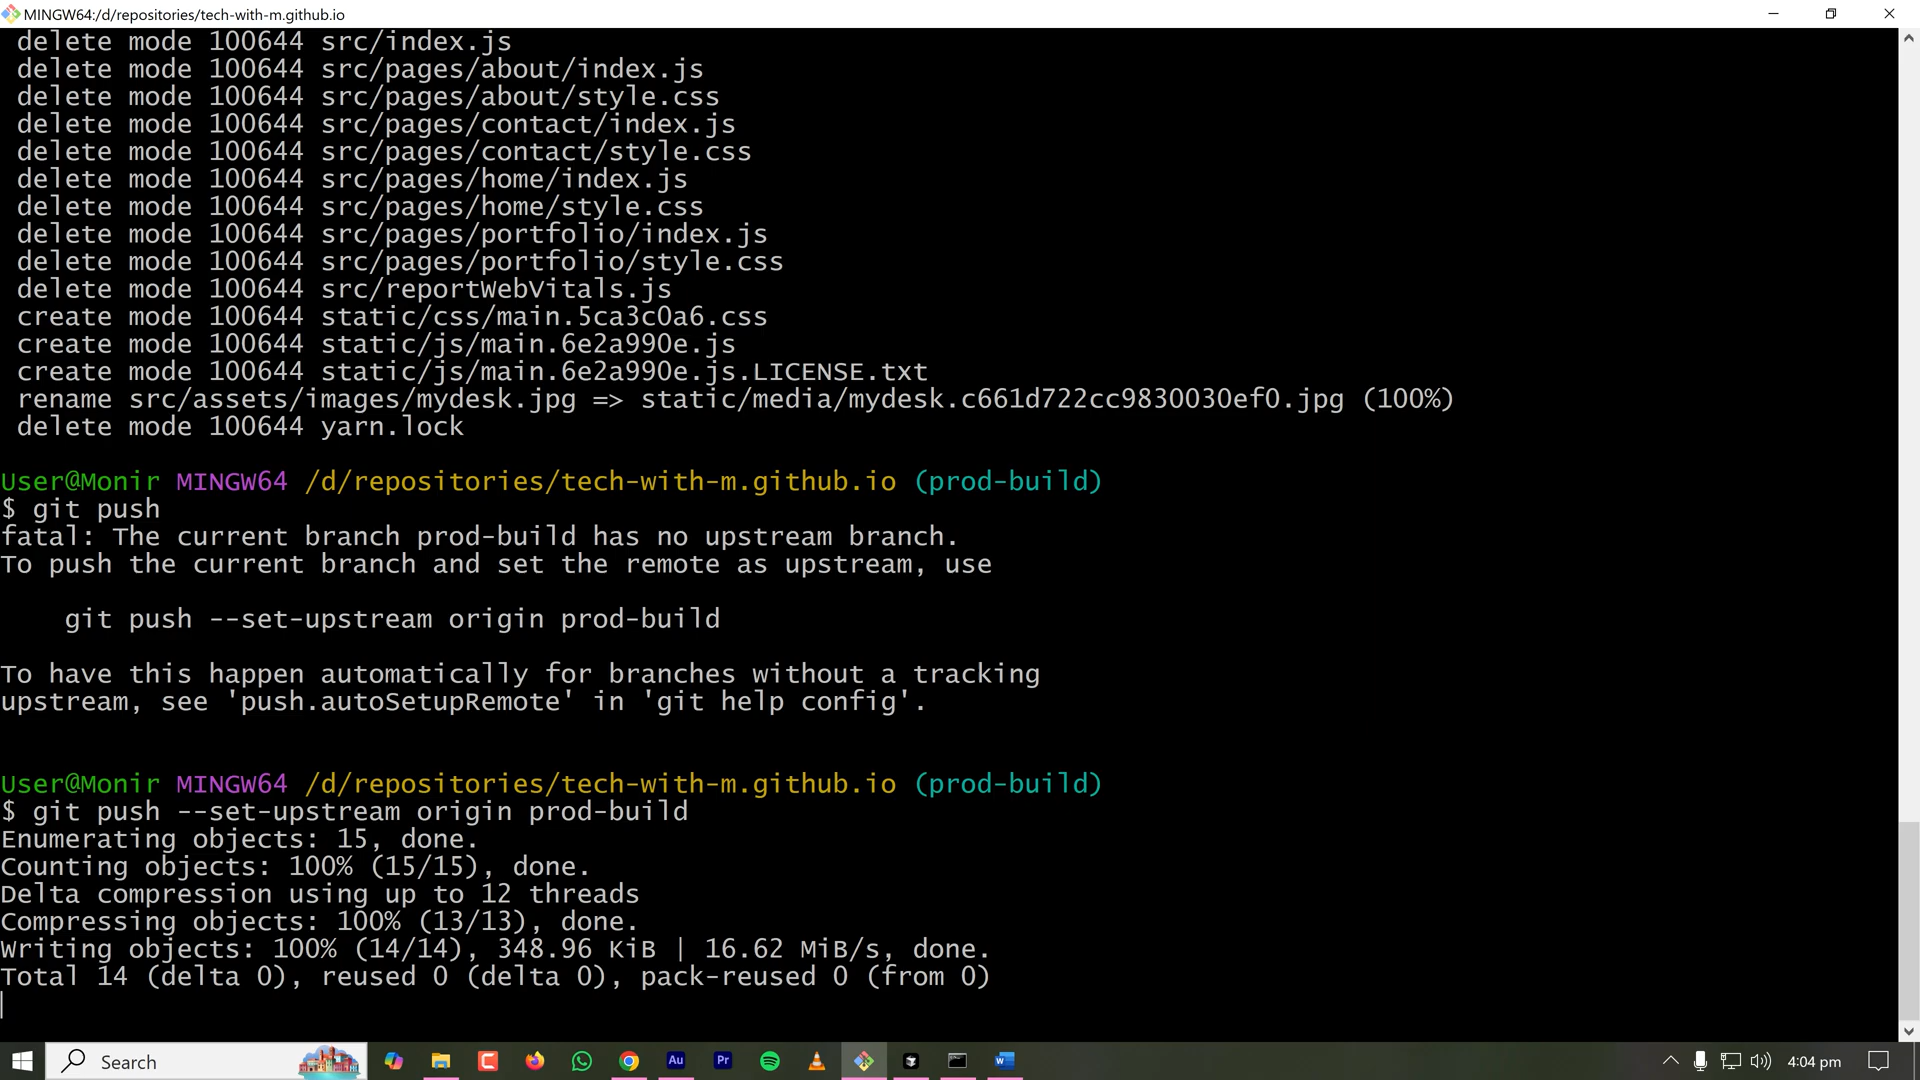 MINGW64:/d/repositories/tech-with-m.github.io
delete mode 100644 src/index.js
delete mode 100644 src/pages/about/index.js
delete mode 100644 src/pages/about/style.css
delete mode 100644 src/pages/contact/index.js
delete mode 100644 src/pages/contact/style.css
delete mode 100644 src/pages/home/index.js
delete mode 100644 src/pages/home/style.css
delete mode 100644 src/pages/portfolio/index.js
delete mode 100644 src/pages/portfolio/style.css
delete mode 100644 src/reportWebVitals.js
create mode 100644 static/css/main.5ca3c0a6.css
create mode 100644 static/js/main.6e2a990e.js
create mode 100644 static/js/main.6e2a990e.js.LICENSE.txt
rename src/assets/images/mydesk.jpg => static/media/mydesk.c661d722cc9830030ef0.jpg (100%)
delete mode 100644 yarn.lock
User@Monir MINGW64 /d/repositories/tech-with-m.github.io (prod-build)
$ git push
fatal: The current branch prod-build has no upstream branch.
To push the current branch and set the remote as upstream, use
git push --set-upstream origin prod-build
To have this happen automatically for branches without a tracking
upstream, see 'push.autoSetupRemote' in 'git help config'.
User@Monir MINGW64 /d/repositories/tech-with-m.github.io (prod-build)
$ git push --set-upstream origin prod-build
Enumerating objects: 15, done.
Counting objects: 100% (15/15), done.
Delta compression using up to 12 threads
Compressing objects: 100% (13/13), done.
Writing objects: 100% (14/14), 348.96 KiB | 16.62 MiB/s, done.
Total 14 (delta 0), reused 0 (delta 0), pack-reused 0 (from 0)
Search
Au
Pr
4:04 pm